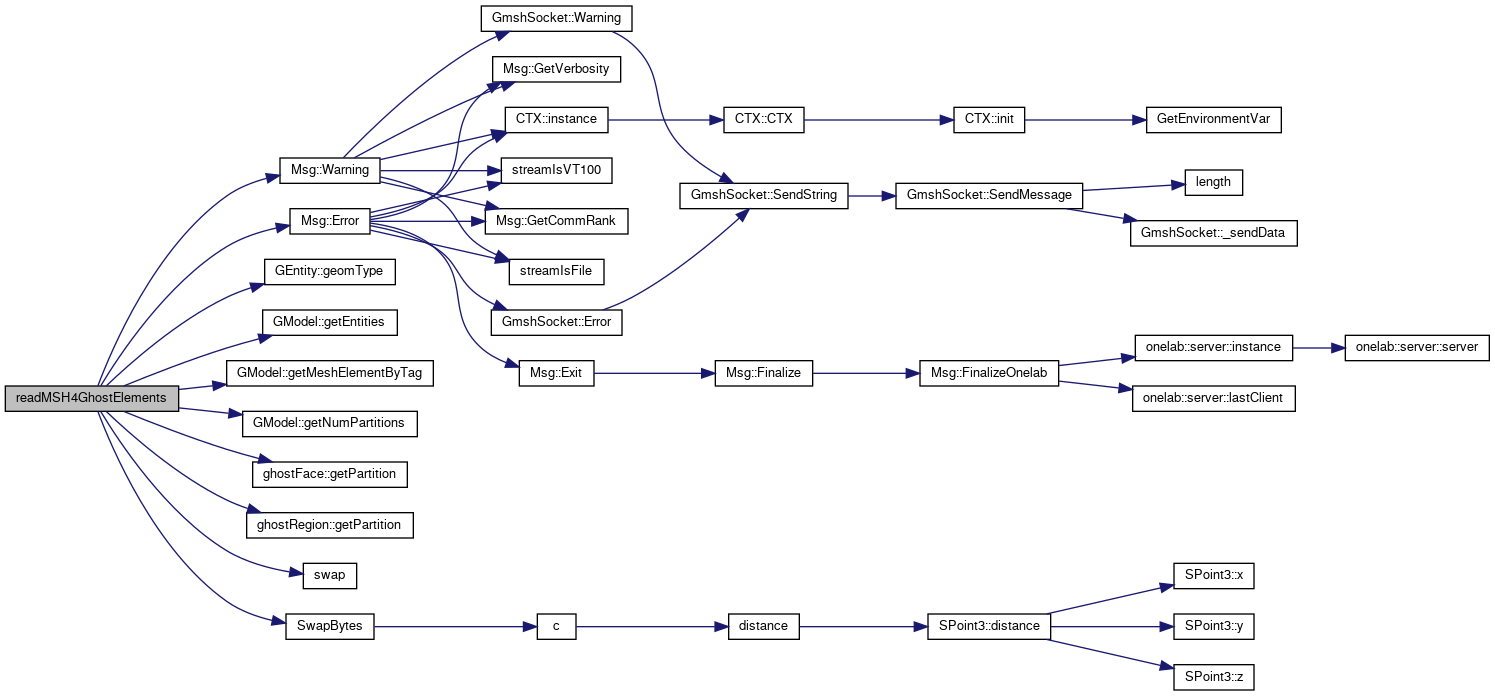 readMSH4GhostElements
Msg::Warning
Msg::Error
GEntity::geomType
GModel::getEntities
GModel::getMeshElementByTag
GModel::getNumPartitions
ghostFace::getPartition
ghostRegion::getPartition
swap
SwapBytes
GmshSocket::Warning
Msg::GetVerbosity
CTX::instance
streamIsVT100
Msg::GetCommRank
streamIsFile
GmshSocket::Error
Msg::Exit
c
GmshSocket::SendString
CTX::CTX
Msg::Finalize
distance
GmshSocket::SendMessage
CTX::init
Msg::FinalizeOnelab
SPoint3::distance
length
GmshSocket::_sendData
GetEnvironmentVar
onelab::server::instance
onelab::server::lastClient
onelab::server::server
SPoint3::x
SPoint3::y
SPoint3::z